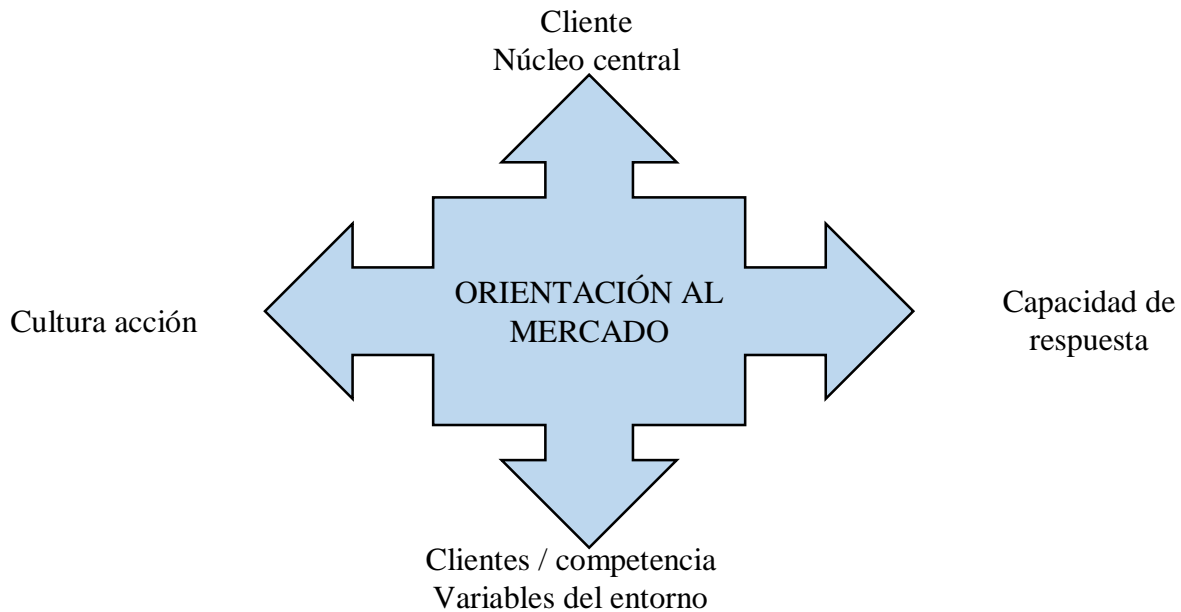 Cliente
Núcleo central
ORIENTACIÓN AL
MERCADO
Cultura acción
Capacidad de
respuesta
Clientes / competencia
Variables del entorno